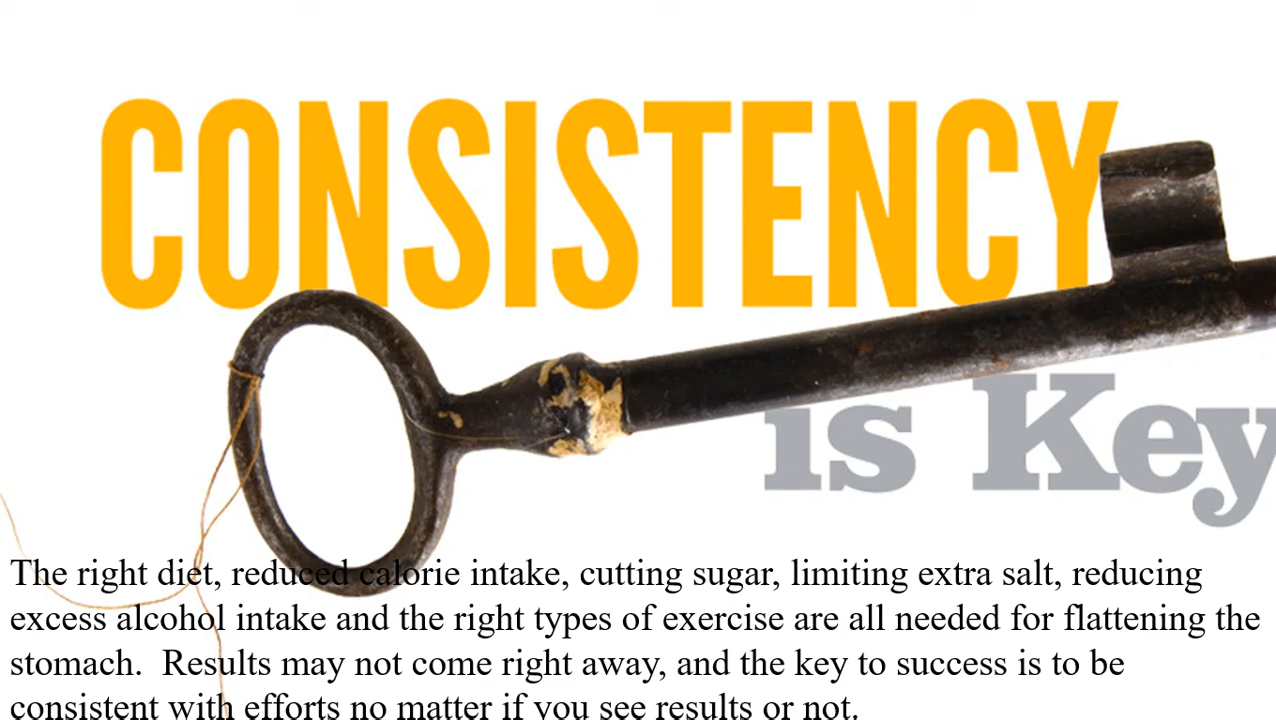 CONSISTENCY
is Key
The right diet, reduced calorie intake, cutting sugar, limiting extra salt, reducing
excess alcohol intake and the right types of exercise are all needed for flattening the
stomach.  Results may not come right away, and the key to success is to be
consistent with efforts no matter if you see results or not.